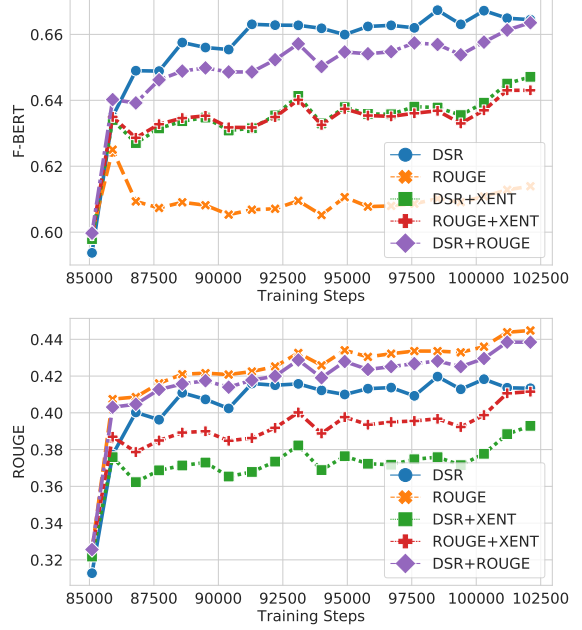 0.66
0.64
0.62
0.60
F-BERT
DSR
ROUGE
DSR+XENT
ROUGE+XENT
DSR+ROUGE
85000 87500 90000 92500 95000 97500 100000 102500
Training Steps
0.44
0.42
0.40
0.38
0.36
0.34
0.32
ROUGE
DSR
ROUGE
DSR+XENT
ROUGE+XENT
DSR+ROUGE
85000 87500 90000 92500 95000 97500 100000 102500
Training Steps